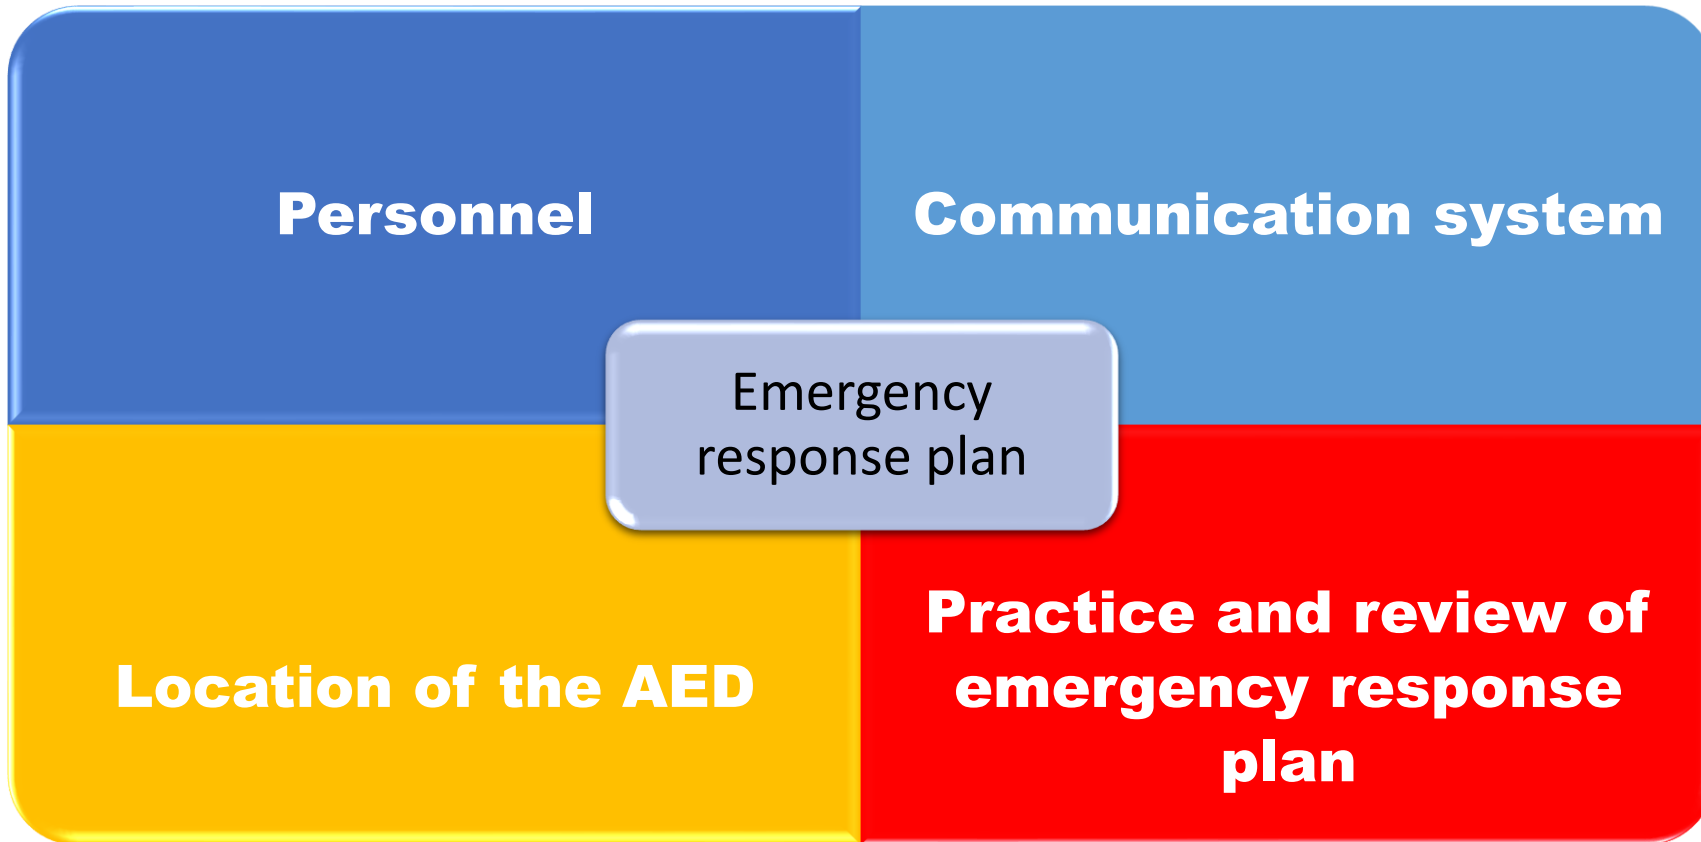 Personnel
Communication system
Emergency
response plan
Location of the AED
Practice and review of
emergency response
plan